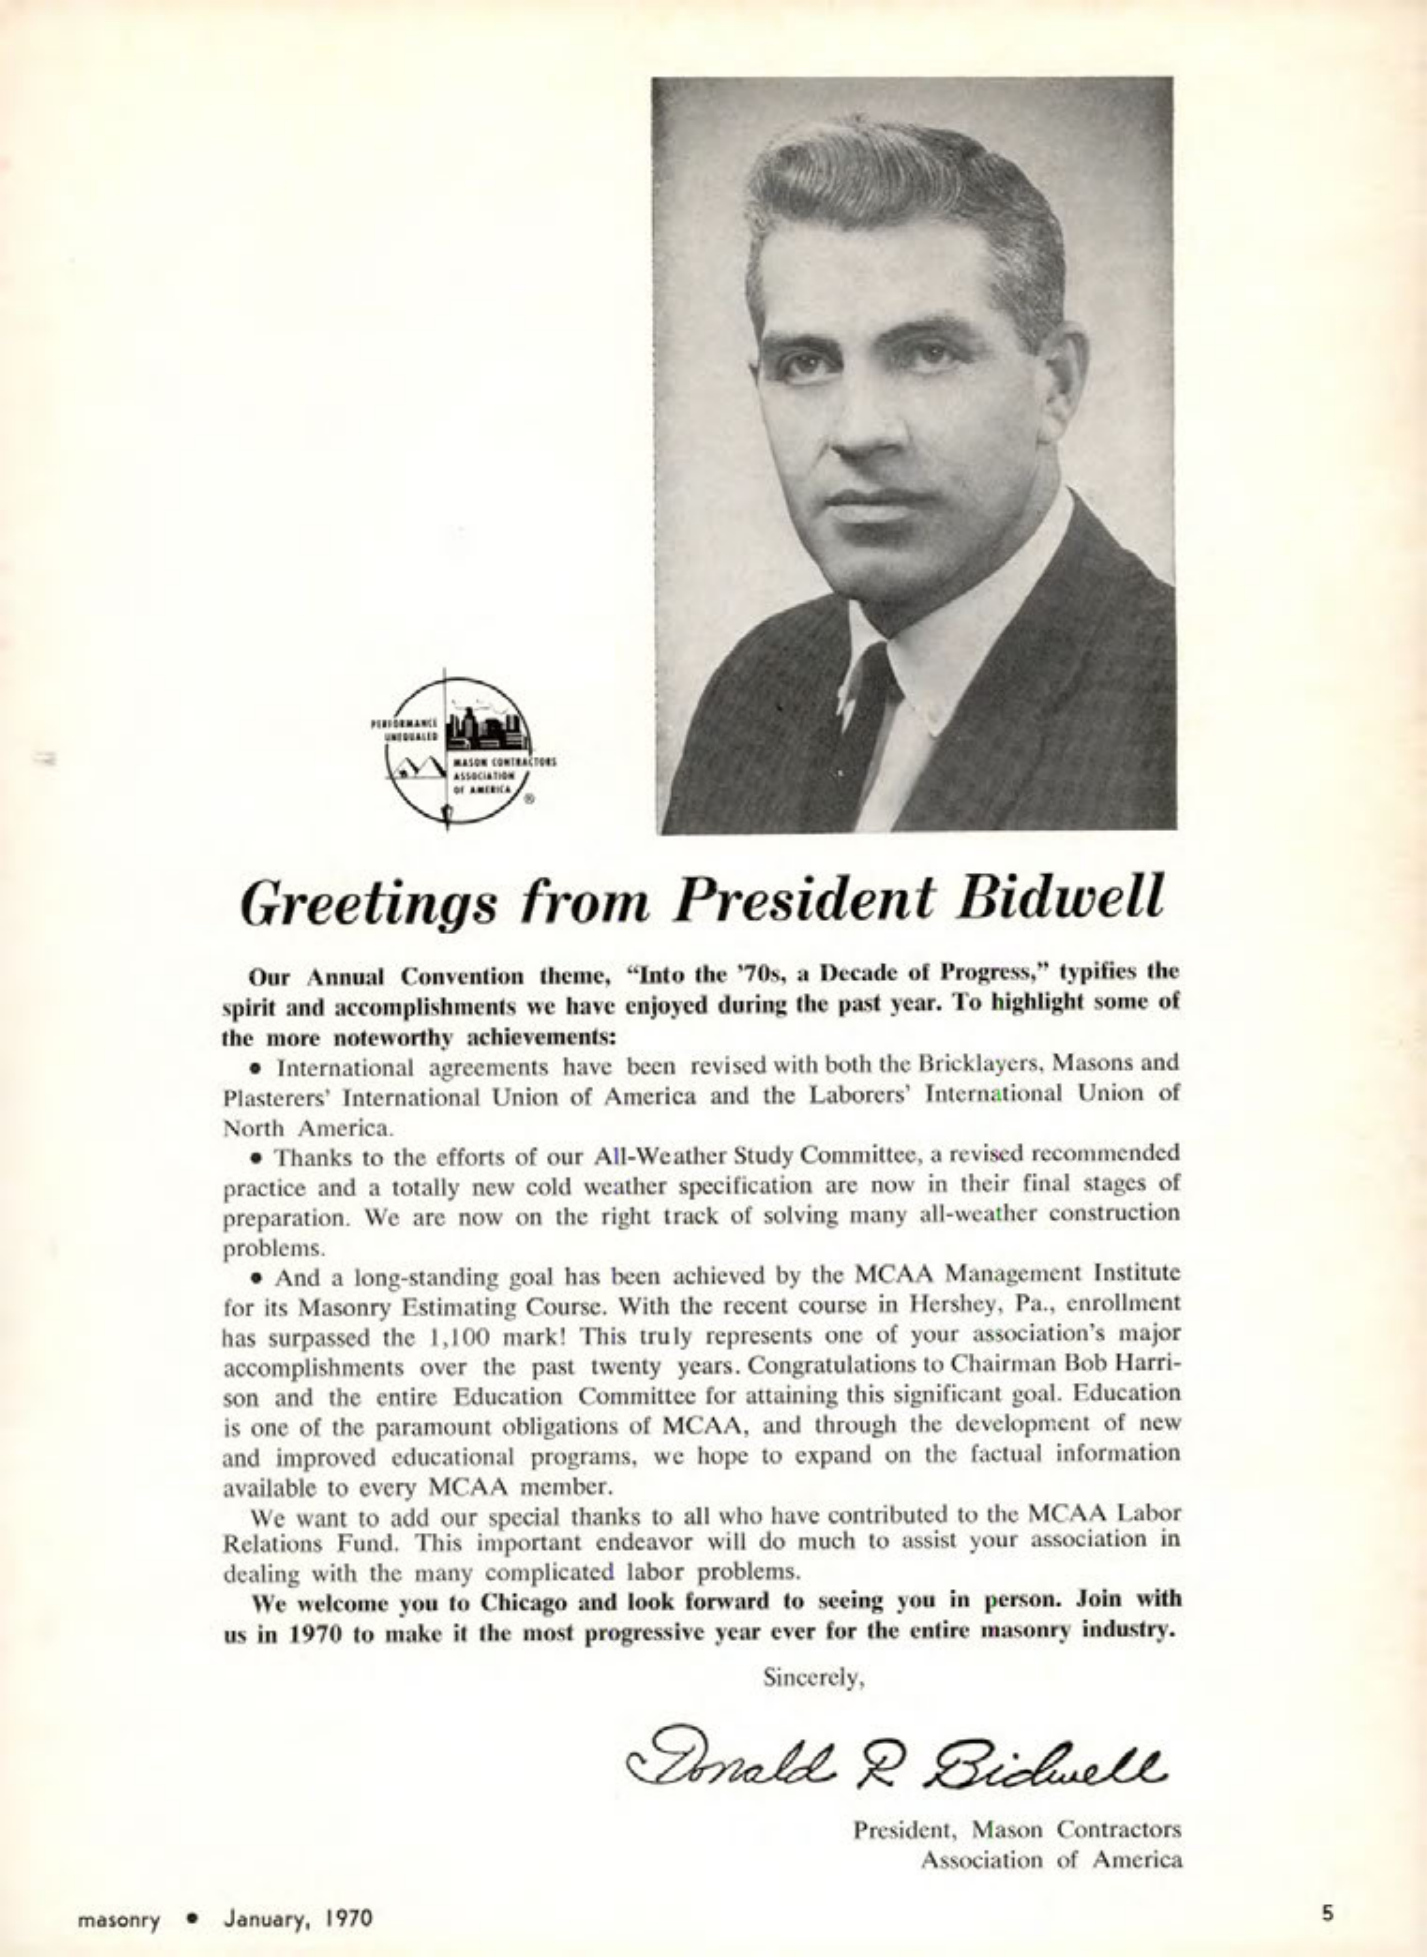 PERFORMANCE
UNEQUALED
MASON CONTRACTORS
ASSOCIATION
OF AMERICA
®
Greetings from President Bidwell
Our Annual Convention theme, “Into the ’70s, a Decade of Progress,” typifies the
spirit and accomplishments we have enjoyed during the past year. To highlight some of
the more noteworthy achievements:
• International agreements have been revised with both the Bricklayers, Masons and
Plasterers’ International Union of America and the Laborers’ International Union of
North America.
• Thanks to the efforts of our All-Weather Study Committee, a revised recommended
practice and a totally new cold weather specification are now in their final stages of
preparation. We are now on the right track of solving many all-weather construction
problems.
• And a long-standing goal has been achieved by the MCAA Management Institute
for its Masonry Estimating Course. With the recent course in Hershey, Pa., enrollment
has surpassed the 1,100 mark! This truly represents one of your association’s major
accomplishments over the past twenty years. Congratulations to Chairman Bob Harri-
son and the entire Education Committee for attaining this significant goal. Education
is one of the paramount obligations of MCAA, and through the development of new
and improved educational programs, we hope to expand on the factual information
available to every MCAA member.
We want to add our special thanks to all who have contributed to the MCAA Labor
Relations Fund. This important endeavor will do much to assist your association in
dealing with the many complicated labor problems.
We welcome you to Chicago and look forward to seeing you in person. Join with
us in 1970 to make it the most progressive year ever for the entire masonry industry.
Sincerely,
Donald R Bidwell
President, Mason Contractors
Association of America
masonry • January, 1970
5